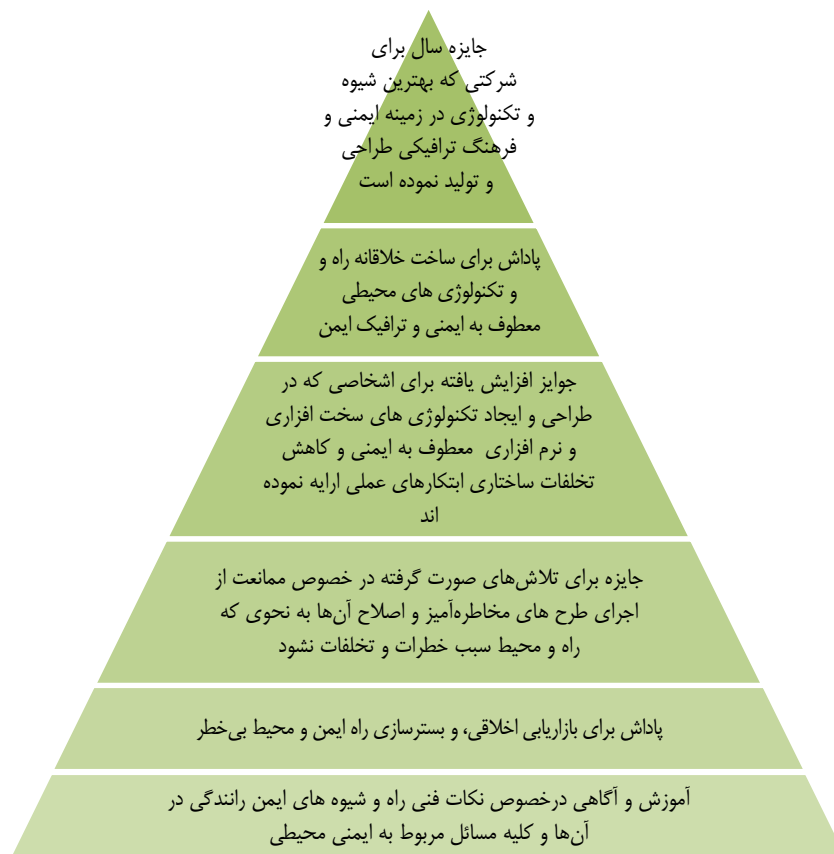 جایزه سال برای
شرکتی که بهترین شیوه
و تکنولوژی در زمینه ایمنی و
فرهنگ ترافیکی طراحی
و تولید نموده است
پاداش برای ساخت خلاقانه راه و
و تکنولوژی های محیطی
معطوف به ایمنی و ترافیک ایمن
جوایز افزایش یافته برای اشخاصی که در
طراحی و ایجاد تکنولوژی های سخت افزاری
و نرم افزاری معطوف به ایمنی و کاهش
تخلفات ساختاری ابتکارهای عملی ارایه نموده
اند
جایزه برای تلاش‌های صورت گرفته در خصوص ممانعت از
اجرای طرح های مخاطره‌آمیز و اصلاح آن‌ها به نحوی که
راه و محیط سبب خطرات و تخلفات نشود
پاداش برای بازاریابی اخلاقی، و بسترسازی راه ایمن و محیط بی‌خطر
آموزش و آگاهی درخصوص نکات فنی راه و شیوه های ایمن رانندگی در
آن‌ها و کلیه مسائل مربوط به ایمنی محیطی